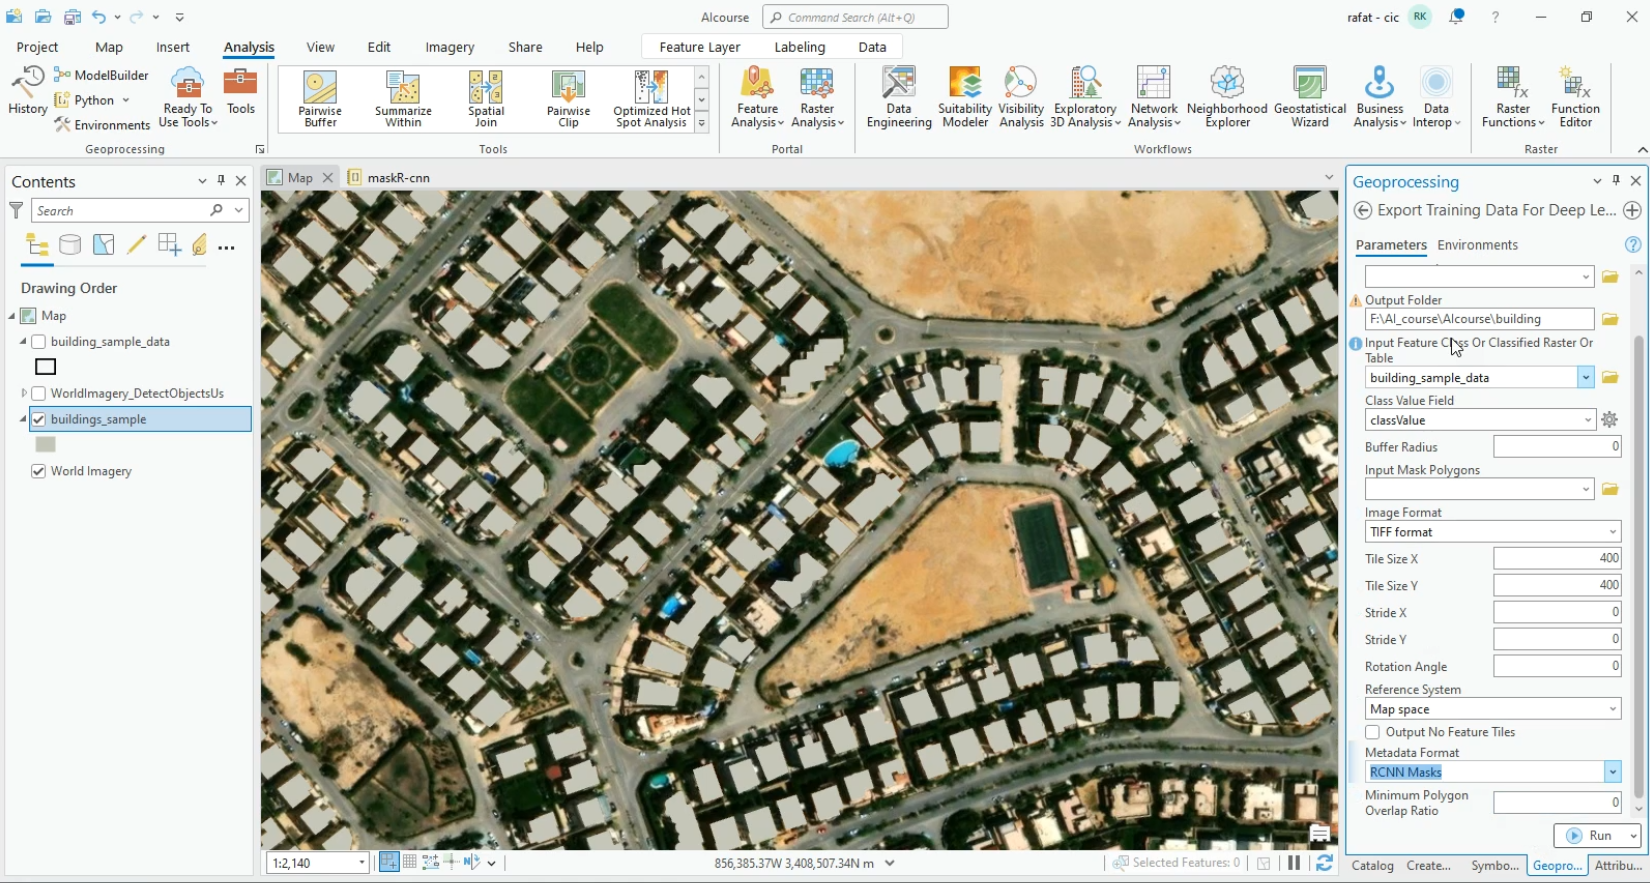 Alcourse
Command Search (Alt+Q)
rafat - cic
RK
?
Project Map Insert Analysis View Edit Imagery Share Help Feature Layer Labeling Data
History
ModelBuilder
Python
Environments
Ready To
Use Tools
Tools
Pairwise
Buffer
Summarize
Within
Spatial
Join
Pairwise
Clip
Optimized Hot
Spot Analysis
Feature
Analysis
Raster
Analysis
Data
Engineering
Suitability
Modeler
Visibility
Analysis
Exploratory
3D Analysis
Network
Analysis
Neighborhood
Explorer
Geostatistical
Wizard
Business
Analysis
Data
Interop
Raster
Functions
Function
Editor
Geoprocessing Tools Portal Workflows Raster
Contents
Search
Drawing Order
Map
building_sample_data
WorldImagery_DetectObjectsUs
buildings_sample
World Imagery
Map
maskR-cnn
1:2,140
856,385.37W 3,408,507.34N m
Selected Features: 0
Geoprocessing
Export Training Data For Deep Le...
Parameters Environments
Output Folder
F:\AI_course\AIcourse\building
Input Feature Class Or Classified Raster Or
Table
building_sample_data
Class Value Field
classValue
Buffer Radius 0
Input Mask Polygons
Image Format
TIFF format
Tile Size X 400
Tile Size Y 400
Stride X 0
Stride Y 0
Rotation Angle 0
Reference System
Map space
Output No Feature Tiles
Metadata Format
RCNN Masks
Minimum Polygon
Overlap Ratio 0
Run
Catalog Create... Symbo... Geopro... Attribu...